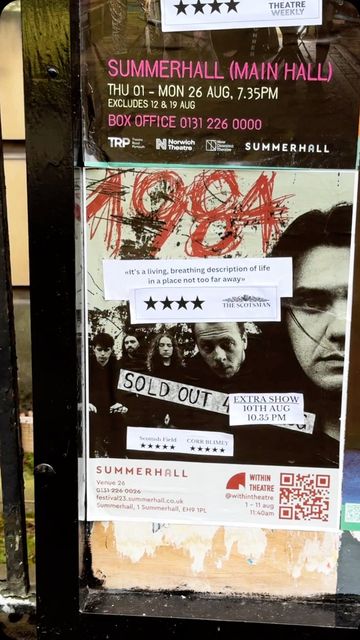 ★★★★
THEATRE
WEEKLY
SUMMERHALL (MAIN HALL)
THU 01 - MON 26 AUG, 7.35PM
EXCLUDES 12 & 19 AUG
BOX OFFICE 0131 226 0000
TRP
Norwich
Theatre
SUMMERHALL
1984
«It's a living, breathing description of life
in a place not too far away»
★★★★
THE SCOTSMAN
SOLD OUT
EXTRA SHOW
10TH AUG
10.35 PM
Scottish Field
★★★★★
CORR BLIMEY
★★★★★
SUMMERHALL
Venue 26
0131 226 0026
festival23.summerhall.co.uk
Summerhall, 1 Summerhall, EH9 1PL
WITHIN
THEATRE
@withintheatre
1 - 11 aug
11:40am